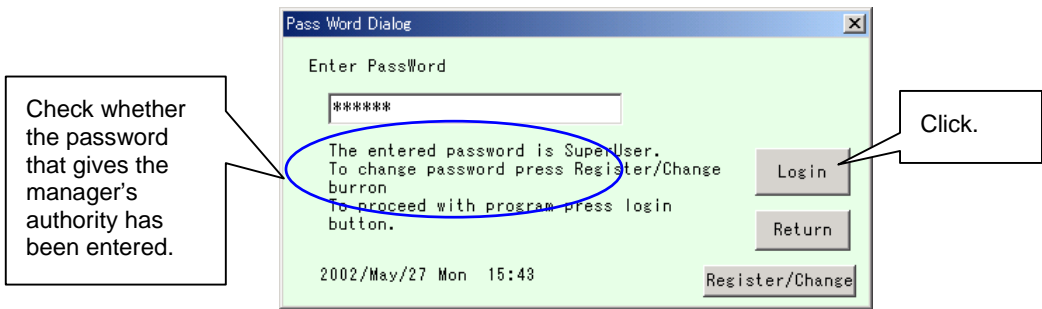 Pass Word Dialog
Enter PassWord
******
The entered password is SuperUser.
To change password press Register/Change
burron
To proceed with program press login
button.
Login
Return
2002/May/27 Mon 15:43
Register/Change
Check whether
the password
that gives the
manager's
authority has
been entered.
Click.